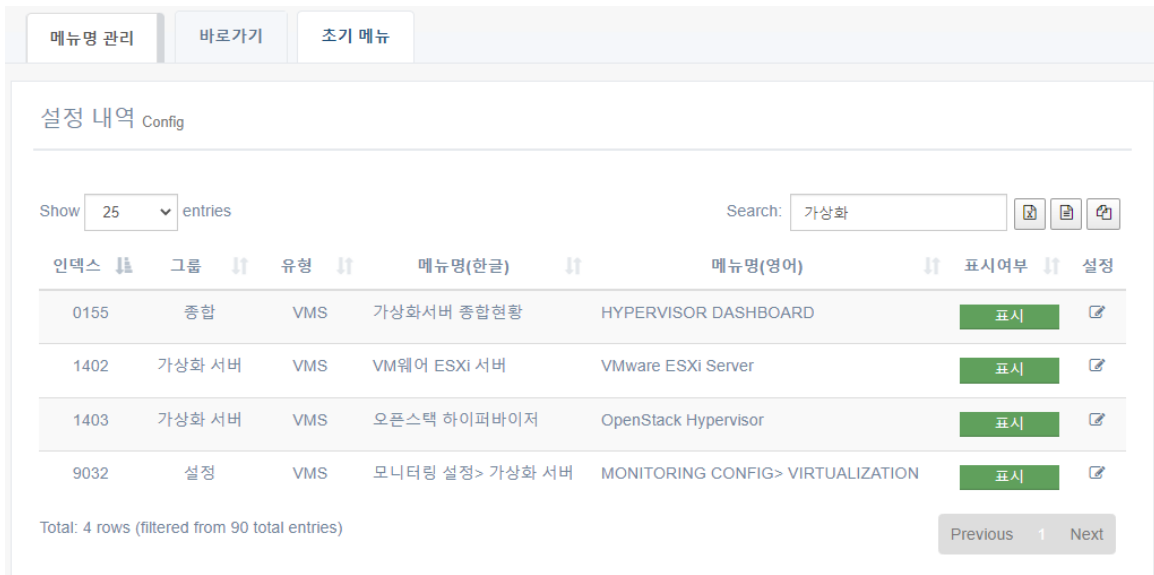 메뉴명 관리 바로가기 초기 메뉴
설정 내역 Config
Show 25 entries Search: 가상화
인덱스 그룹 유형 메뉴명(한글) 메뉴명(영어) 표시여부 설정
0155 종합 VMS 가상화서버 종합현황 HYPERVISOR DASHBOARD 표시
1402 가상화 서버 VMS VM웨어 ESXi 서버 VMware ESXi Server 표시
1403 가상화 서버 VMS 오픈스택 하이퍼바이저 OpenStack Hypervisor 표시
9032 설정 VMS 모니터링 설정> 가상화 서버 MONITORING CONFIG> VIRTUALIZATION 표시
Total: 4 rows (filtered from 90 total entries)
Previous 1 Next